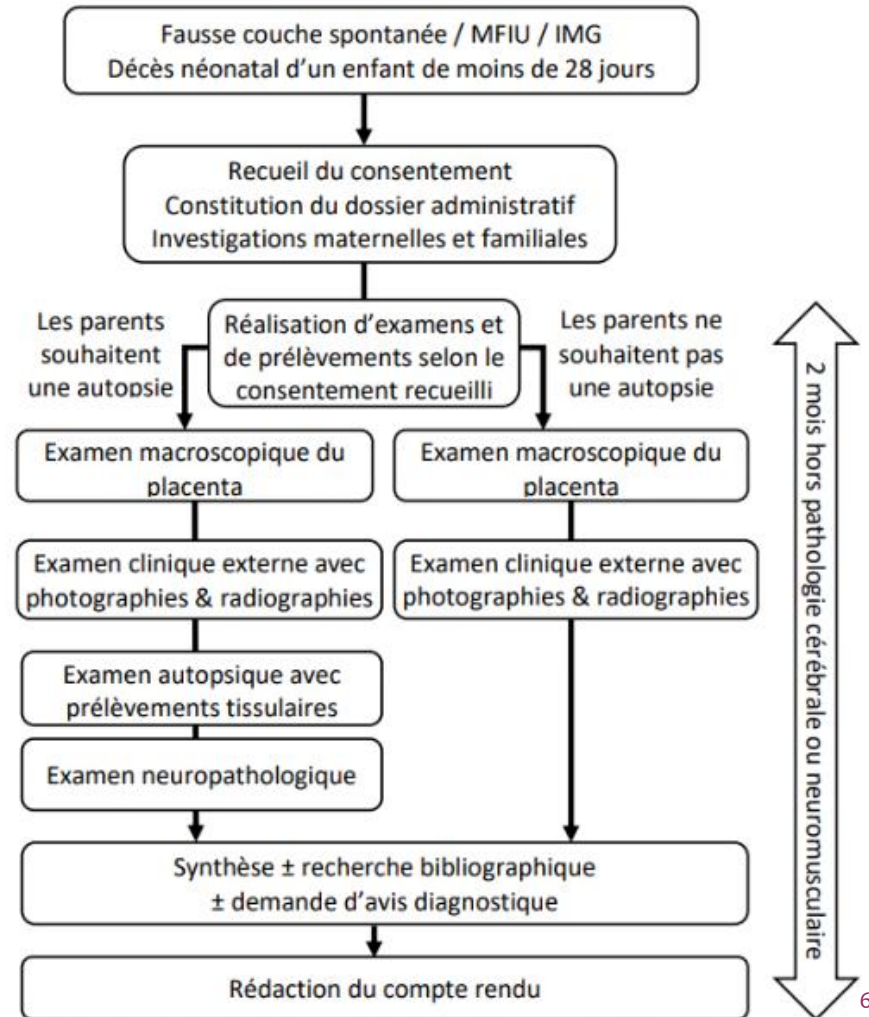 Fausse couche spontanée / MFIU / IMG
Décès néonatal d'un enfant de moins de 28 jours
Recueil du consentement
Constitution du dossier administratif
Investigations maternelles et familiales
Les parents
souhaitent
une autopsie
Réalisation d'examens et
de prélèvements selon le
consentement recueilli
Les parents ne
souhaitent pas
une autopsie
Examen macroscopique du
placenta
Examen macroscopique du
placenta
Examen clinique externe avec
photographies & radiographies
Examen clinique externe avec
photographies & radiographies
Examen autopsique avec
prélèvements tissulaires
Examen neuropathologique
Synthèse ± recherche bibliographique
± demande d'avis diagnostique
Rédaction du compte rendu
2 mois hors pathologie cérébrale ou neuromusculaire
6